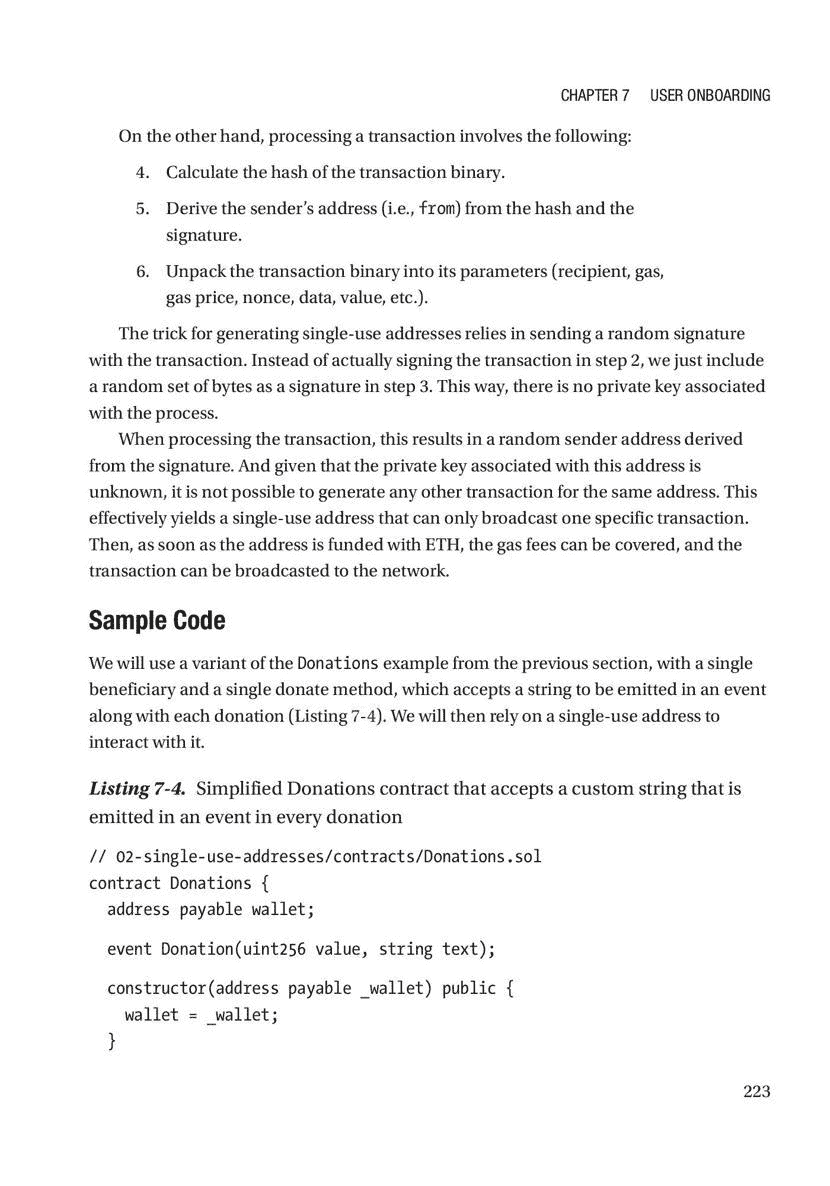 CHAPTER 7 USER ONBOARDING
On the other hand, processing a transaction involves the following:
4. Calculate the hash of the transaction binary.
5. Derive the sender’s address (i.e., from) from the hash and the
signature.
6. Unpack the transaction binary into its parameters (recipient, gas,
gas price, nonce, data, value, etc.).
The trick for generating single-use addresses relies in sending a random signature
with the transaction. Instead of actually signing the transaction in step 2, we just include
a random set of bytes as a signature in step 3. This way, there is no private key associated
with the process.
When processing the transaction, this results in a random sender address derived
from the signature. And given that the private key associated with this address is
unknown, it is not possible to generate any other transaction for the same address. This
effectively yields a single-use address that can only broadcast one specific transaction.
Then, as soon as the address is funded with ETH, the gas fees can be covered, and the
transaction can be broadcasted to the network.
Sample Code
We will use a variant of the Donations example from the previous section, with a single
beneficiary and a single donate method, which accepts a string to be emitted in an event
along with each donation (Listing 7-4). We will then rely on a single-use address to
interact with it.
Listing 7-4. Simplified Donations contract that accepts a custom string that is
emitted in an event in every donation
// 02-single-use-addresses/contracts/Donations.sol
contract Donations {
  address payable wallet;
  event Donation(uint256 value, string text);
  constructor(address payable _wallet) public {
    wallet = _wallet;
  }
223